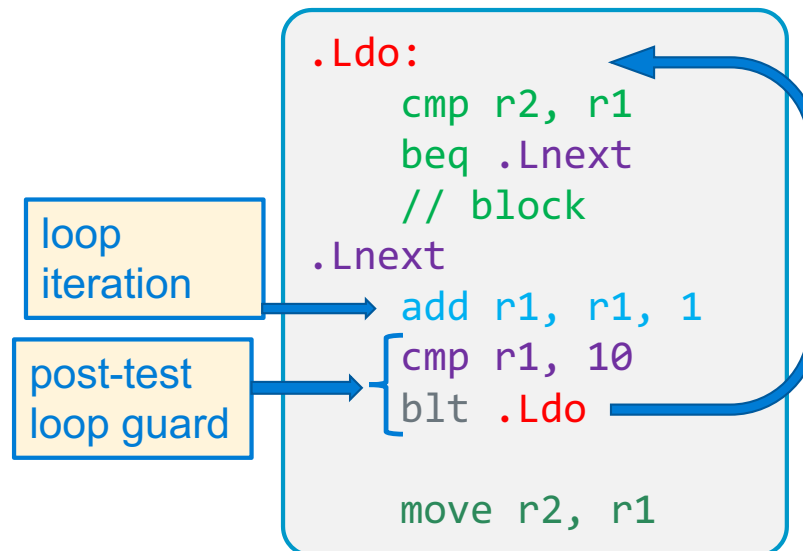 .Ldo:
cmp r2, r1
beq .Lnext
// block
.Lnext
add r1, r1, 1
cmp r1, 10
blt .Ldo
move r2, r1
loop
iteration
post-test
loop guard